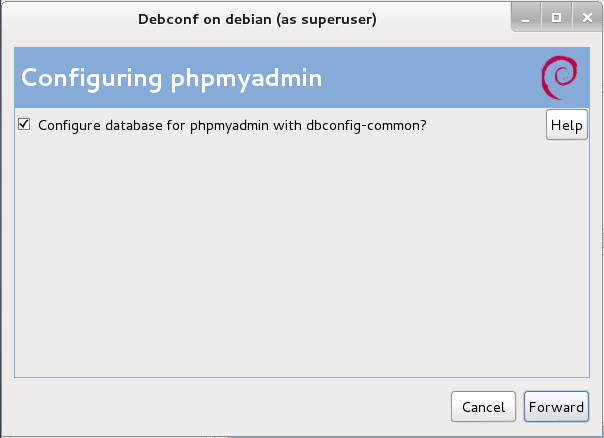 Debconf on debian (as superuser)
Configuring phpmyadmin
Configure database for phpmyadmin with dbconfig-common?
Help
Cancel
Forward